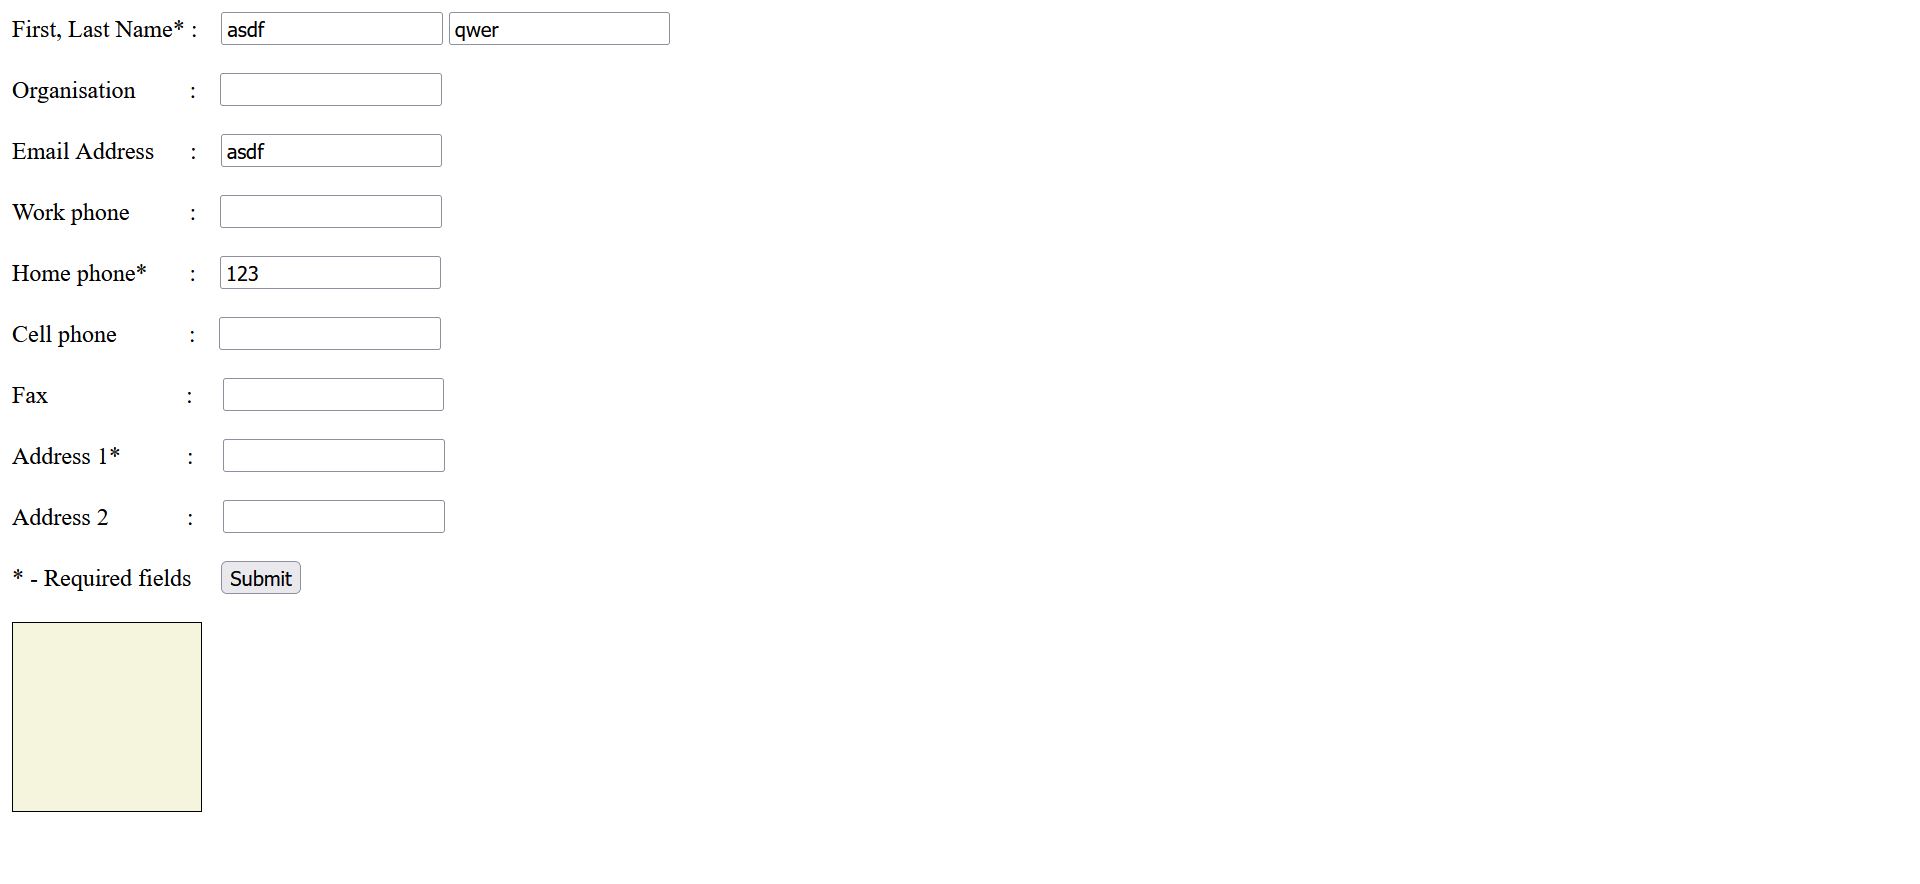 First, Last Name* : asdf qwer
Organisation :
Email Address : asdf
Work phone :
Home phone* : 123
Cell phone :
Fax :
Address 1* :
Address 2 :
* - Required fields Submit